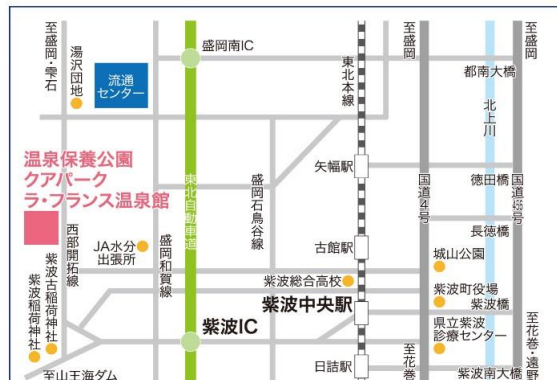 至盛岡・雫石
湯沢団地
流通
センター
盛岡南IC
東北本線
至盛岡
至盛岡
都南大橋
北上川
温泉保養公園
クアパーク
ラ・フランス温泉館
東北自動車道
盛岡石鳥谷線
矢幅駅
国道4号
徳田橋
国道456号
長徳橋
西部開拓線
JA水分
出張所
盛岡和賀線
古館駅
城山公園
紫波総合高校
紫波中央駅
紫波町役場
紫波橋
紫波稲荷神社
紫波古稲荷神社
紫波IC
県立紫波
診療センター
至山王海ダム
日詰駅
至花巻
紫波南大橋
至花巻・遠野